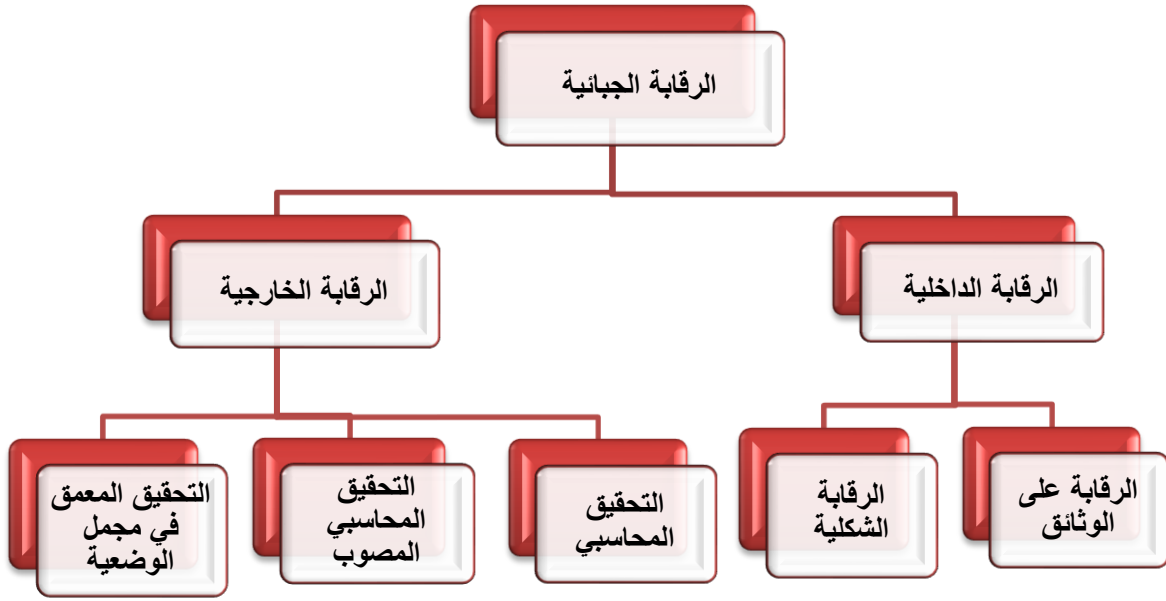 الرقابة الجبائية
الرقابة الداخلية
الرقابة الخارجية
الرقابة على
الوثائق
الرقابة
الشكلية
التحقيق
المحاسبي
التحقيق
المحاسبي
المصوب
التحقيق المعمق
في مجمل
الوضعية